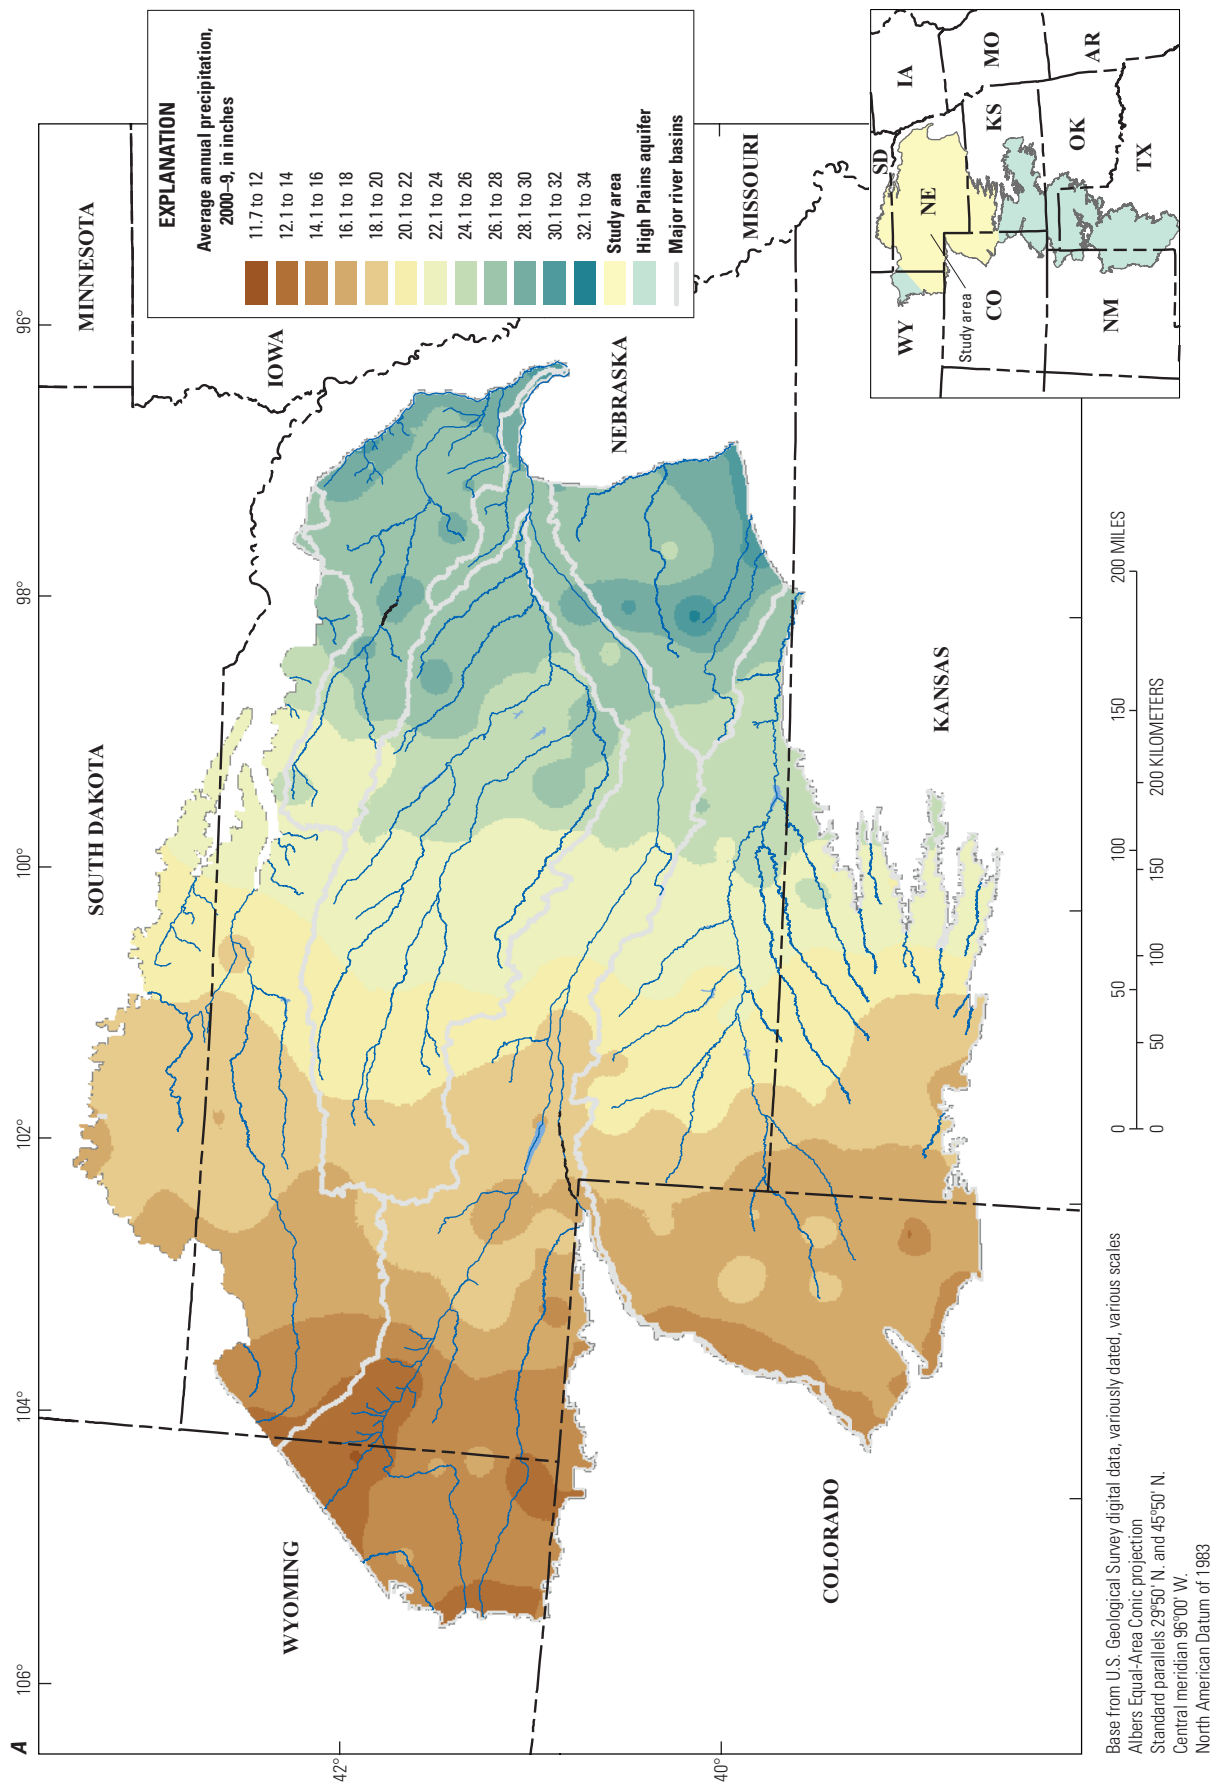 A
106°
104°
102°
100°
98°
96°
42°
40°
SOUTH DAKOTA
MINNESOTA
IOWA
WYOMING
NEBRASKA
MISSOURI
COLORADO
KANSAS
EXPLANATION
Average annual precipitation,
2000–9, in inches
11.7 to 12
12.1 to 14
14.1 to 16
16.1 to 18
18.1 to 20
20.1 to 22
22.1 to 24
24.1 to 26
26.1 to 28
28.1 to 30
30.1 to 32
32.1 to 34
Study area
High Plains aquifer
Major river basins
SD
IA
WY
NE
Study area
CO
KS
MO
NM
OK
AR
TX
0 50 100 150 200 MILES
0 50 100 150 200 KILOMETERS
Base from U.S. Geological Survey digital data, variously dated, various scales
Albers Equal-Area Conic projection
Standard parallels 29°50' N. and 45°50' N.
Central meridian 96°00' W.
North American Datum of 1983